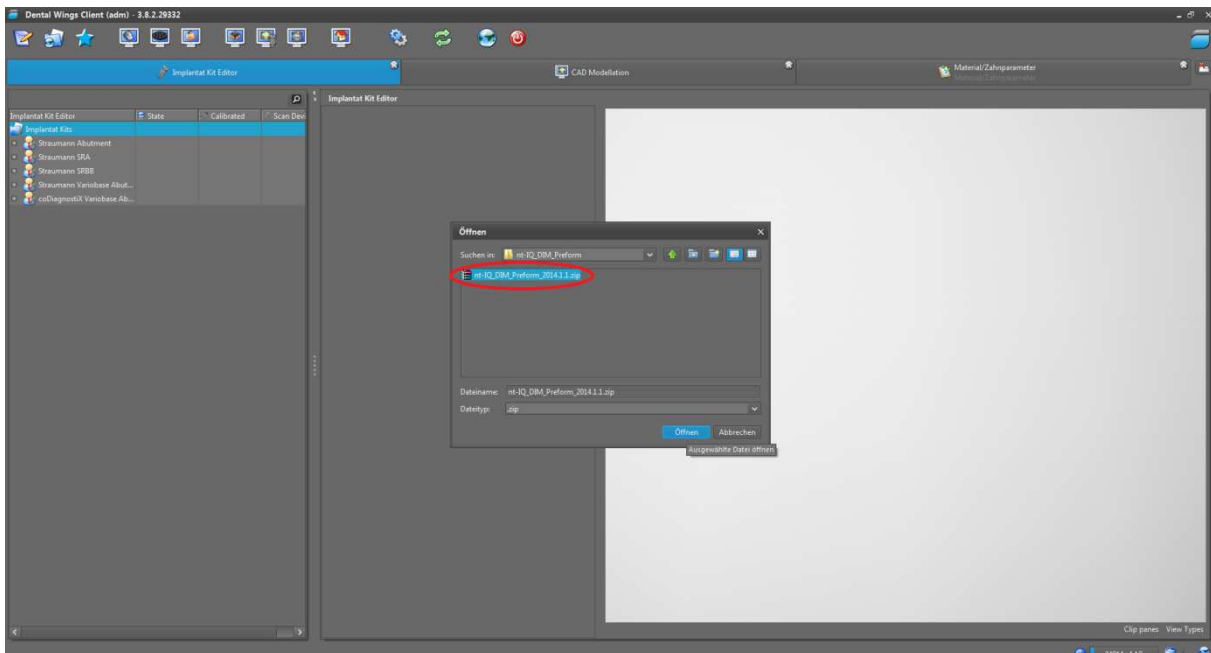 Dental Wings Client (adm) - 3.8.2.29332
Implantat Kit Editor
CAD Modellation
Material/Zahnparameter
Material/Zahnparameter
Implantat Kit Editor
Implantat Kit Editor State Calibrated Scan Devi
Implantat Kits
Straumann Abutment
Straumann SRA
Straumann SRBB
Straumann Variobase Abut...
coDiagnostiX Variobase Ab...
Öffnen
Suchen in: nt-IQ_DIM_Preform
nt-IQ_DIM_Preform_2014.1.1.zip
Dateiname: nt-IQ_DIM_Preform_2014.1.1.zip
Dateityp: .zip
Öffnen Abbrechen
Ausgewählte Datei öffnen
Clip panes View Types